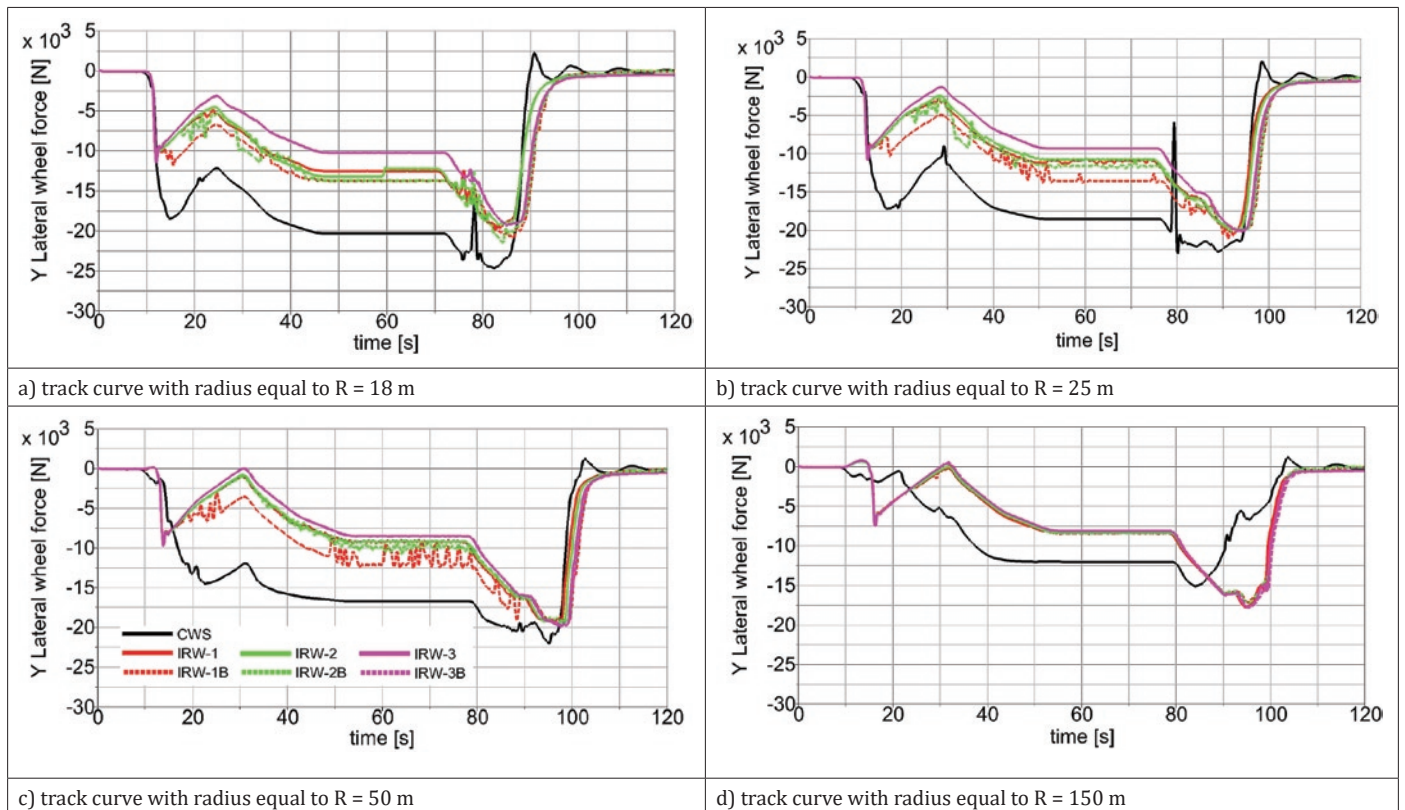 x 10³
Y Lateral wheel force [N]
5
0
-5
-10
-15
-20
-25
-30
0 20 40 60 80 100 120
time [s]
a) track curve with radius equal to R = 18 m
x 10³
Y Lateral wheel force [N]
5
0
-5
-10
-15
-20
-25
-30
0 20 40 60 80 100 120
time [s]
b) track curve with radius equal to R = 25 m
x 10³
Y Lateral wheel force [N]
5
0
-5
-10
-15
-20
-25
-30
CWS
IRW-1 IRW-2 IRW-3
IRW-1B IRW-2B IRW-3B
0 20 40 60 80 100 120
time [s]
c) track curve with radius equal to R = 50 m
x 10³
Y Lateral wheel force [N]
5
0
-5
-10
-15
-20
-25
-30
0 20 40 60 80 100 120
time [s]
d) track curve with radius equal to R = 150 m